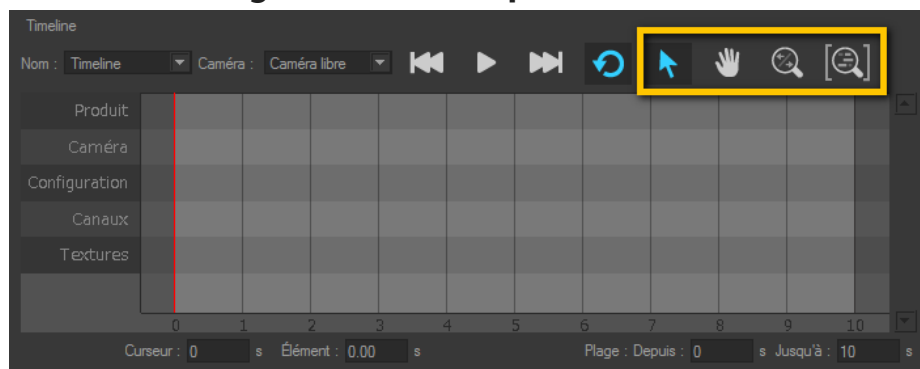 Timeline
Nom : Timeline Caméra : Caméra libre
Produit
Caméra
Configuration
Canaux
Textures
0 1 2 3 4 5 6 7 8 9 10
Curseur : 0 s Élément : 0.00 s Plage : Depuis : 0 s Jusqu'à : 10 s